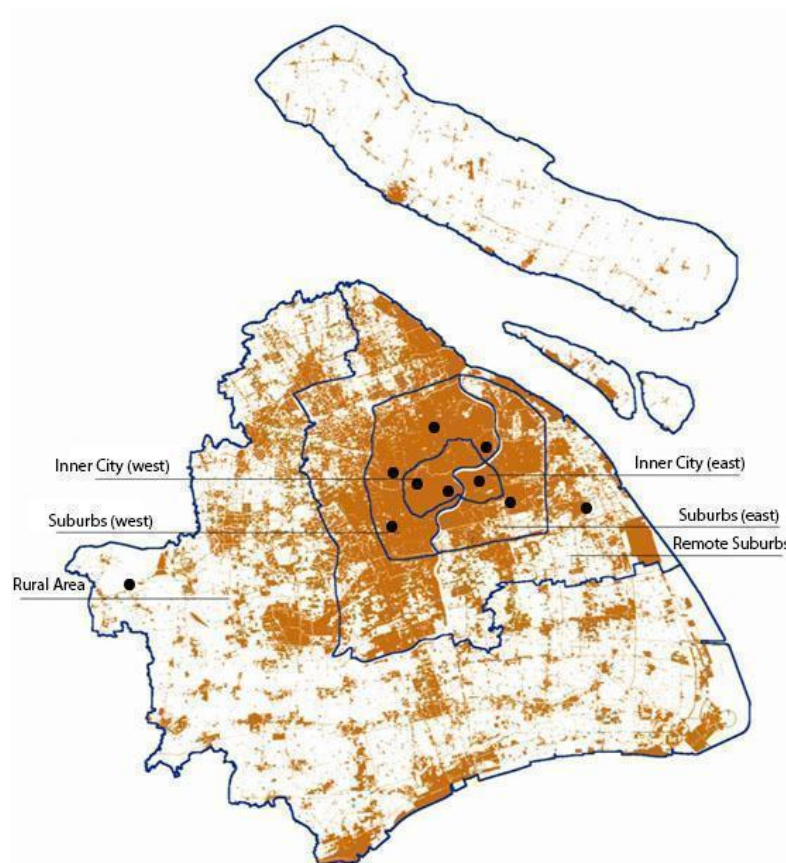 Inner City (west)
Inner City (east)
Suburbs (west)
Suburbs (east)
Remote Suburbs
Rural Area